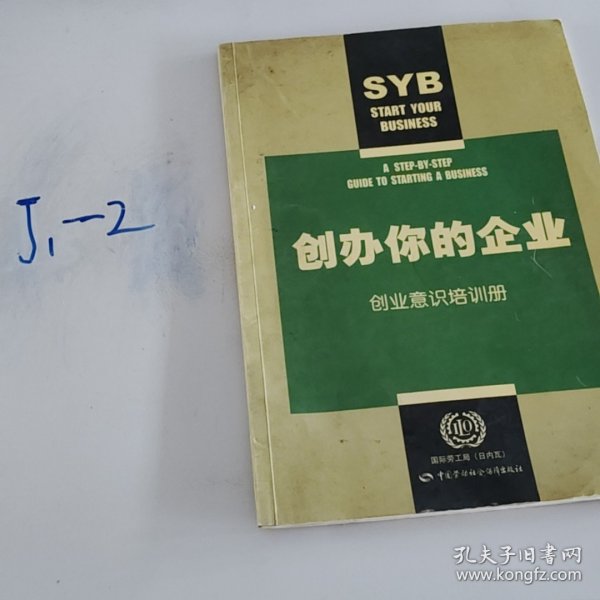 J1-2
SYB
START YOUR
BUSINESS
A STEP-BY-STEP
GUIDE TO STARTING A BUSINESS
创办你的企业
创业意识培训册
ILO
国际劳工局（日内瓦）
中国劳动社会保障出版社
孔夫子旧书网
www.kongfz.com